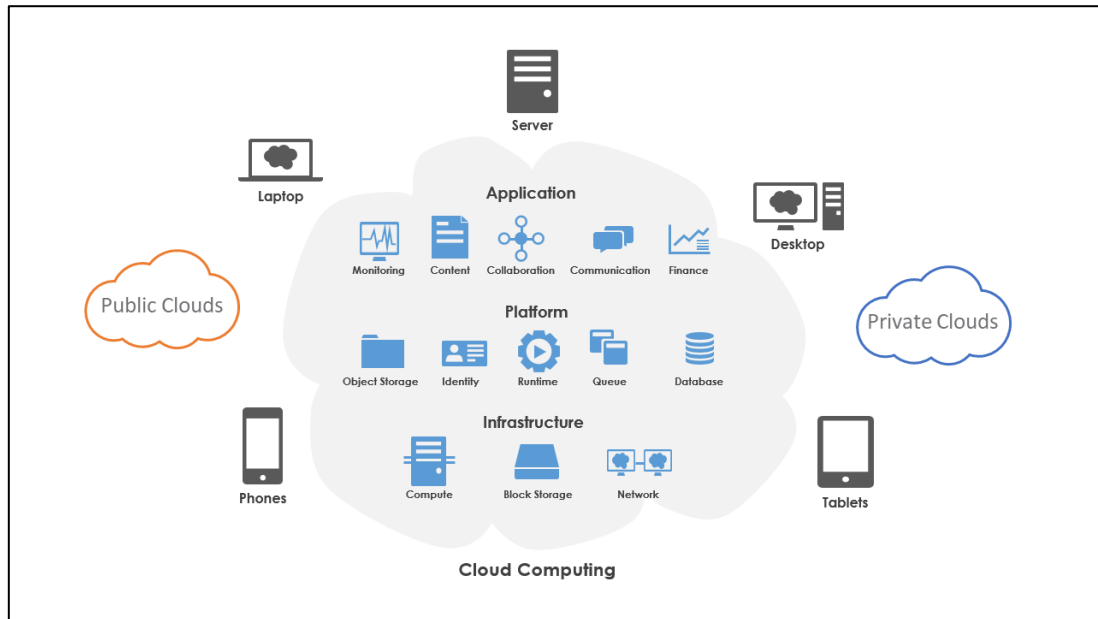 Server
Laptop
Application
Desktop
Monitoring
Content
Collaboration
Communication
Finance
Public Clouds
Private Clouds
Platform
Object Storage
Identity
Runtime
Queue
Database
Infrastructure
Phones
Compute
Block Storage
Network
Tablets
Cloud Computing